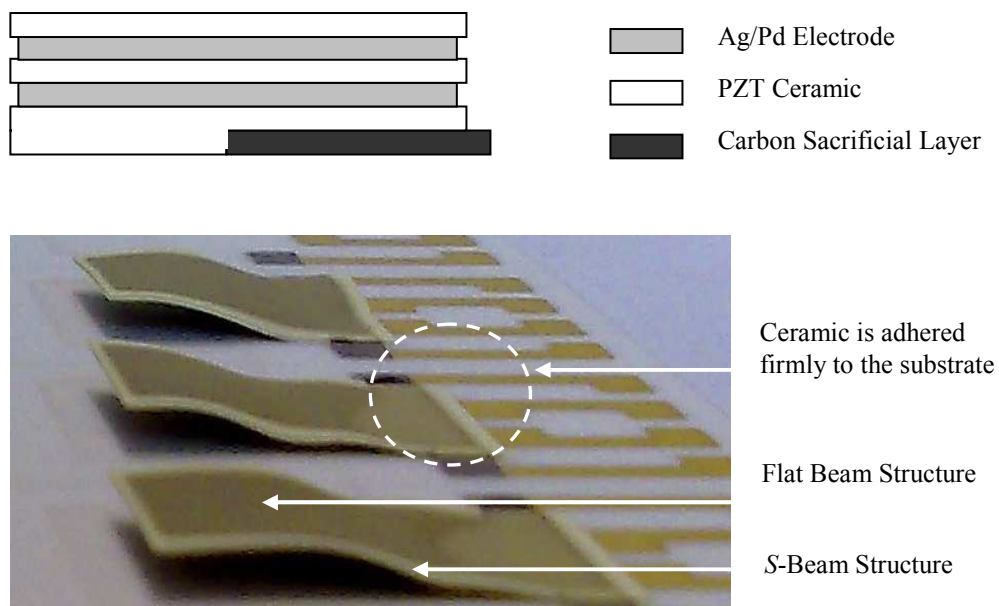 Ag/Pd Electrode
PZT Ceramic
Carbon Sacrificial Layer
Ceramic is adhered
firmly to the substrate
Flat Beam Structure
S-Beam Structure